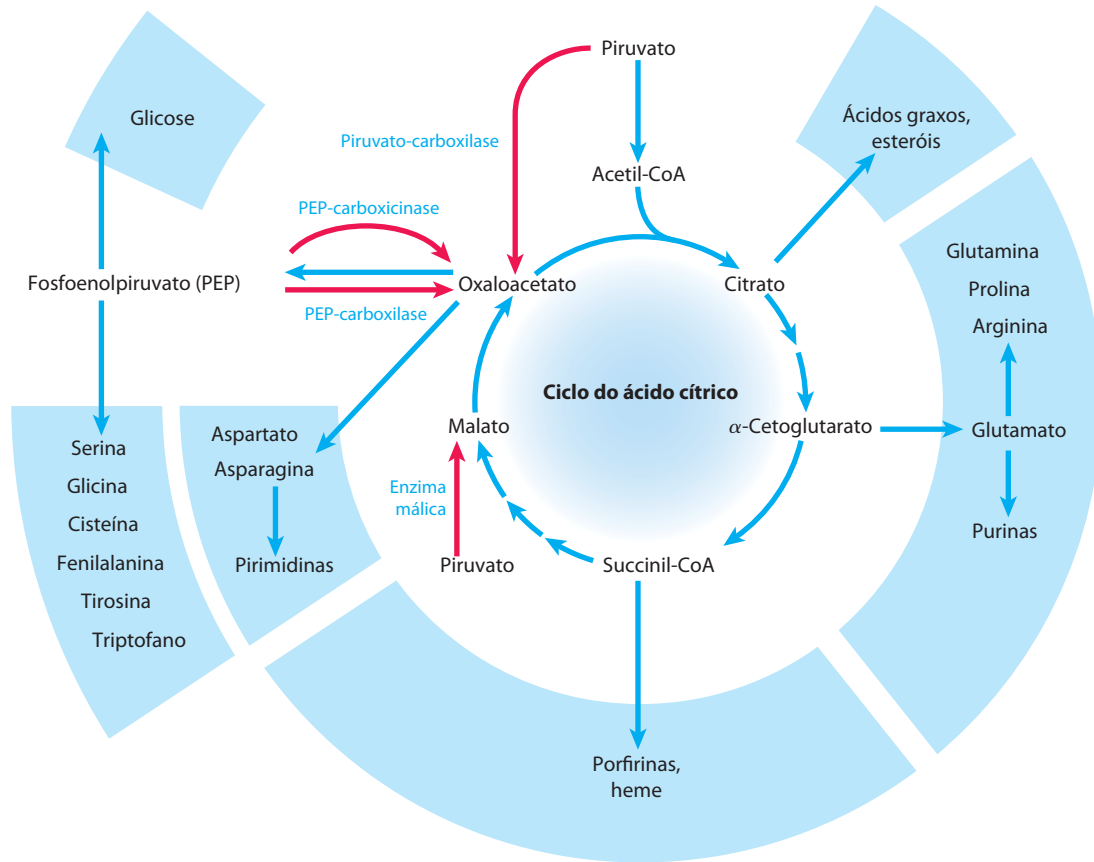 Piruvato
Glicose
Ácidos graxos,
esteróis
Piruvato-carboxilase
Acetil-CoA
PEP-carboxicinase
Fosfoenolpiruvato (PEP)
Oxaloacetato
Citrato
PEP-carboxilase
Glutamina
Prolina
Arginina
Ciclo do ácido cítrico
Malato
α-Cetoglutarato
Glutamato
Serina
Glicina
Cisteína
Fenilalanina
Tirosina
Triptofano
Aspartato
Asparagina
Pirimidinas
Enzima
málica
Piruvato
Succinil-CoA
Purinas
Porfirinas,
heme